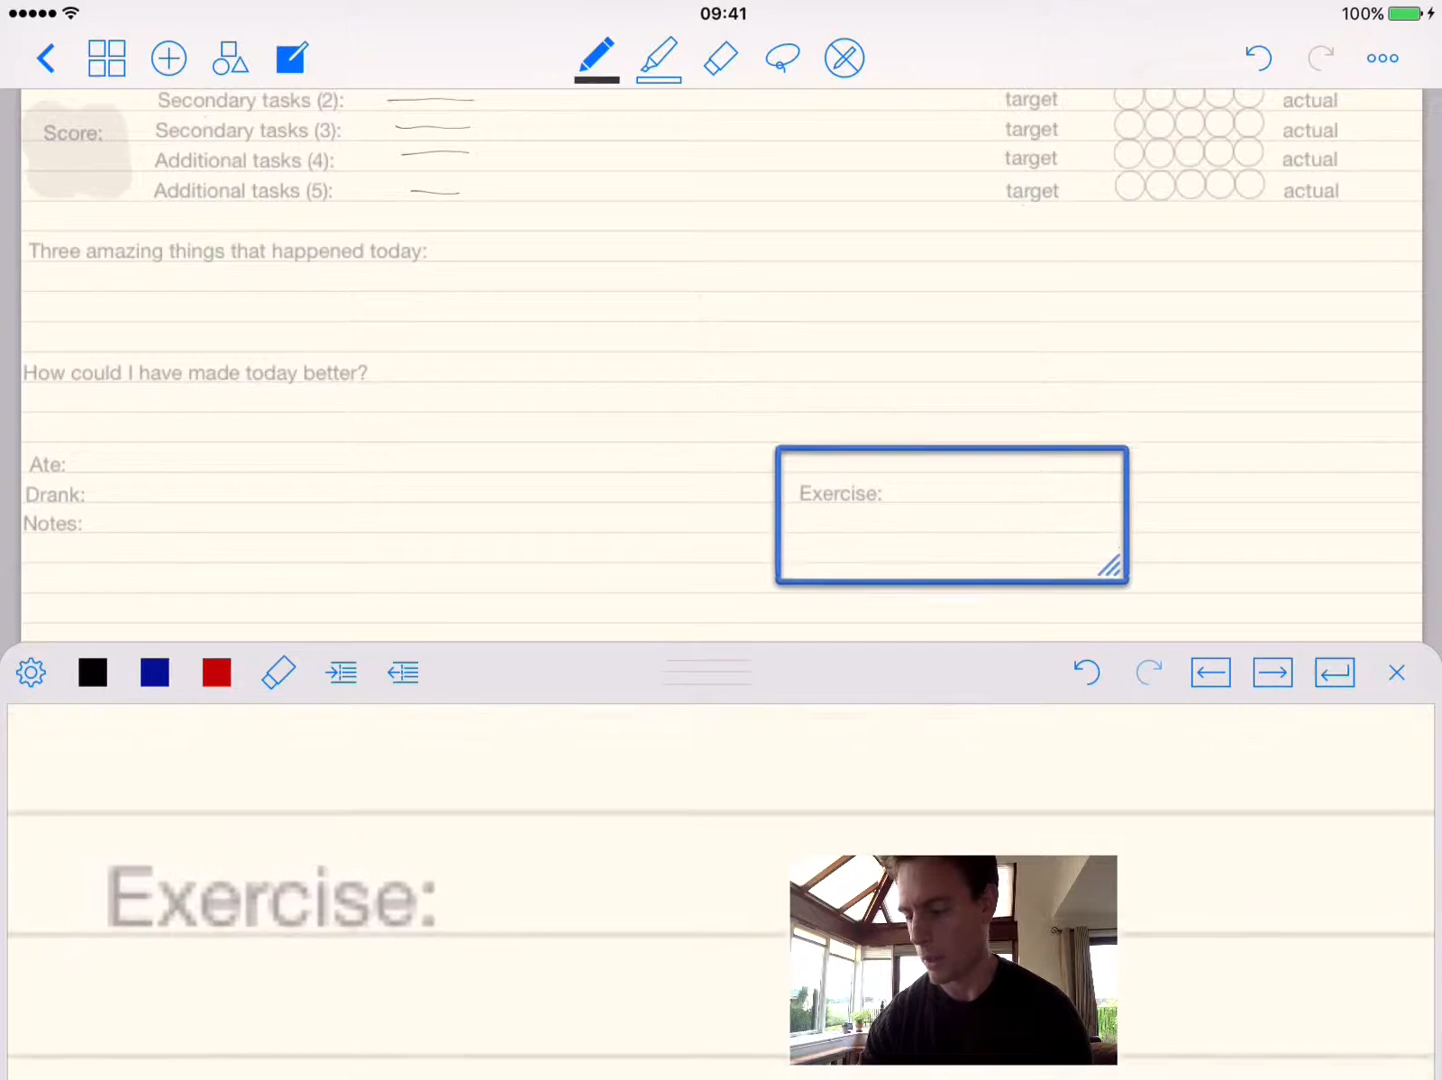 09:41
100%
Secondary tasks (2): target actual
Score: Secondary tasks (3): target actual
Additional tasks (4): target actual
Additional tasks (5): target actual
Three amazing things that happened today:
How could I have made today better?
Ate:
Drank: Exercise:
Notes:
Exercise: